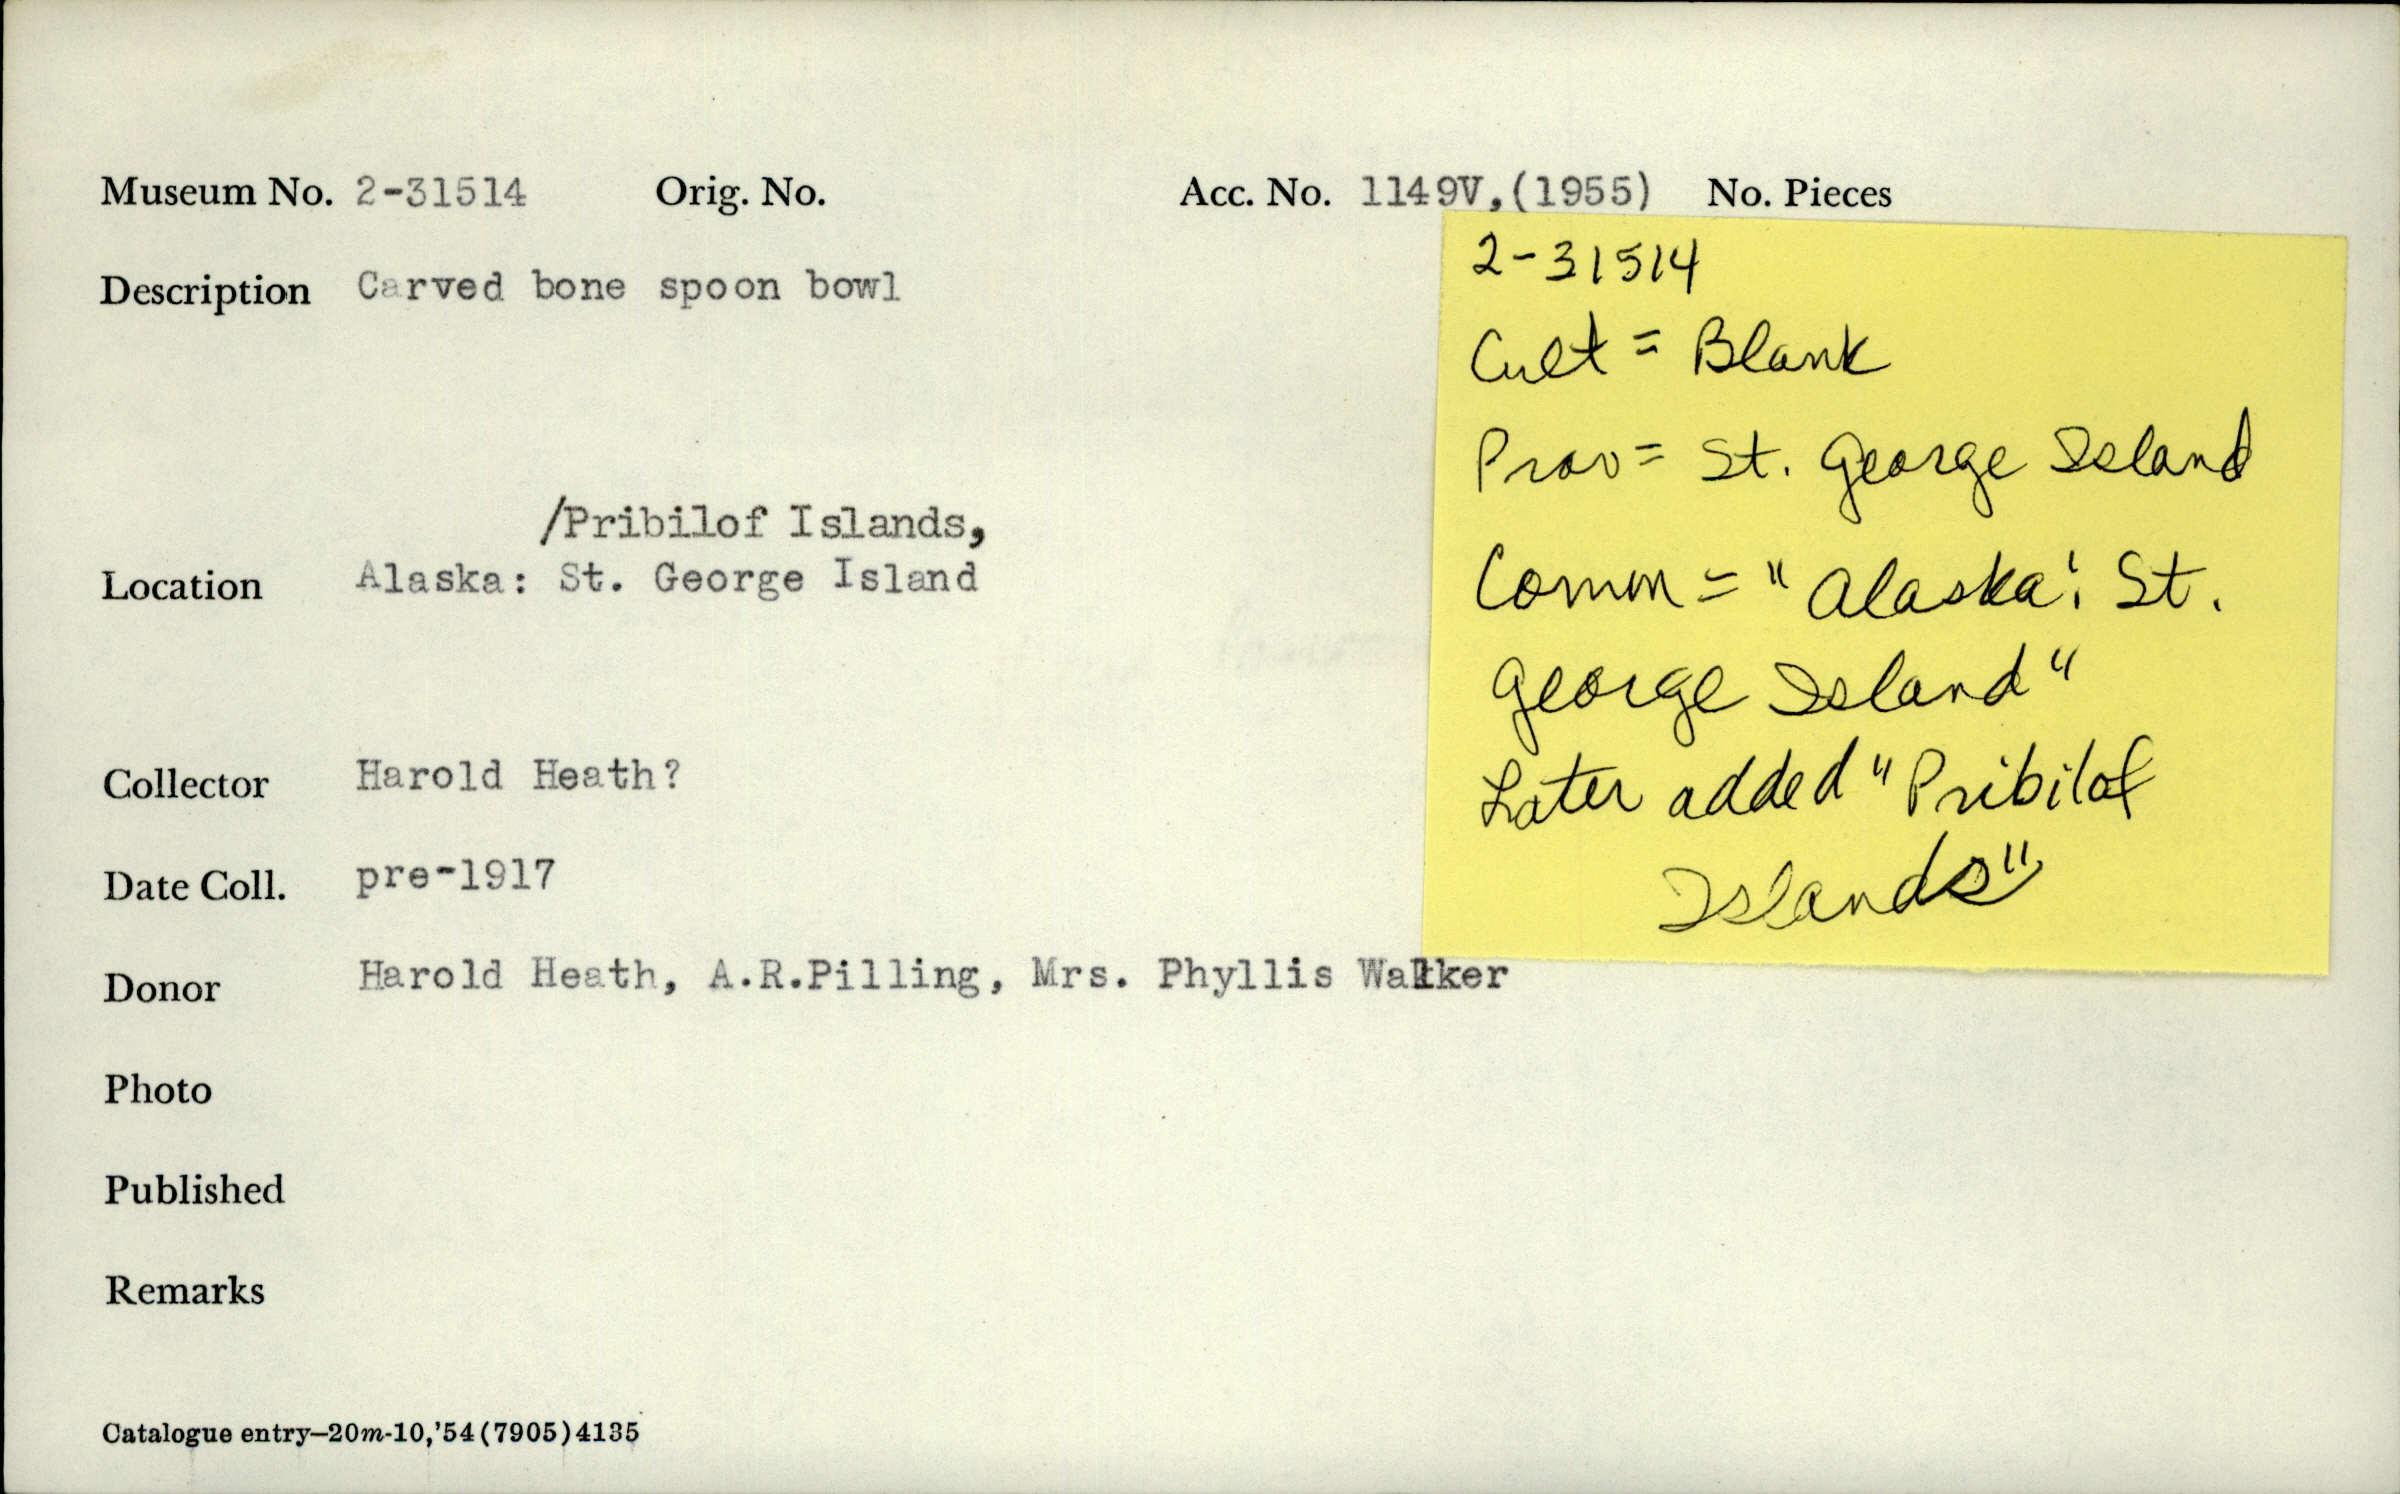 Museum No. 2-31514 Orig. No. Acc. No. 1149V,(1955) No. Pieces
Description Carved bone spoon bowl
/Pribilof Islands,
Location Alaska: St. George Island
Collector Harold Heath?
Date Coll. pre-1917
Donor Harold Heath, A.R.Pilling, Mrs. Phyllis Walker
Photo
Published
Remarks
Catalogue entry—20m-10,'54(7905)4135
2-31514
Cult = Blank
Prov = St. George Island
Comm = "Alaska: St.
George Island"
Later added "Pribilof
Islands"